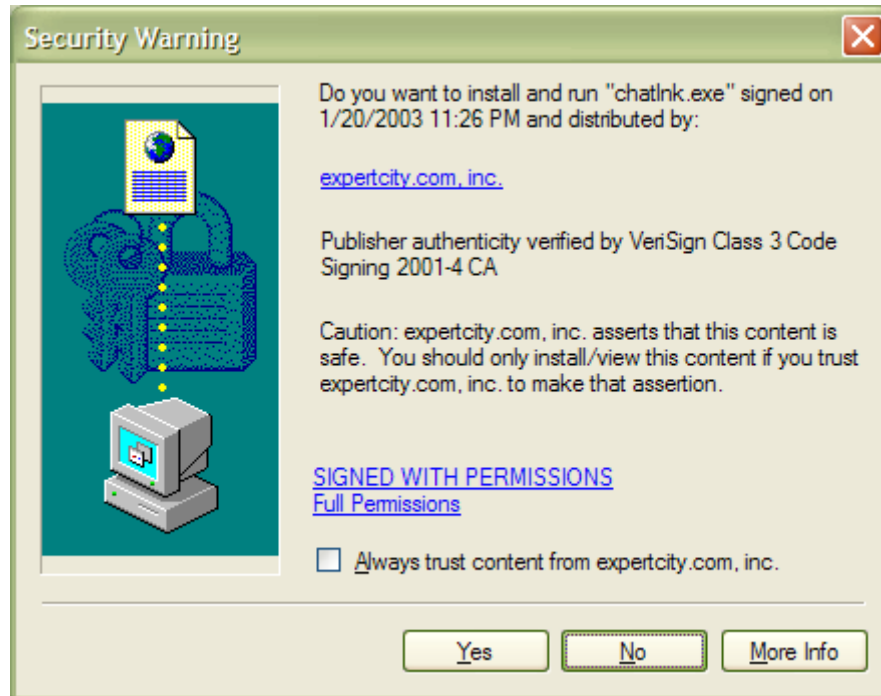 Security Warning
Do you want to install and run "chatlnk.exe" signed on
1/20/2003 11:26 PM and distributed by:
expertcity.com, inc.
Publisher authenticity verified by VeriSign Class 3 Code
Signing 2001-4 CA
Caution: expertcity.com, inc. asserts that this content is
safe.  You should only install/view this content if you trust
expertcity.com, inc. to make that assertion.
SIGNED WITH PERMISSIONS
Full Permissions
Always trust content from expertcity.com, inc.
Yes No More Info